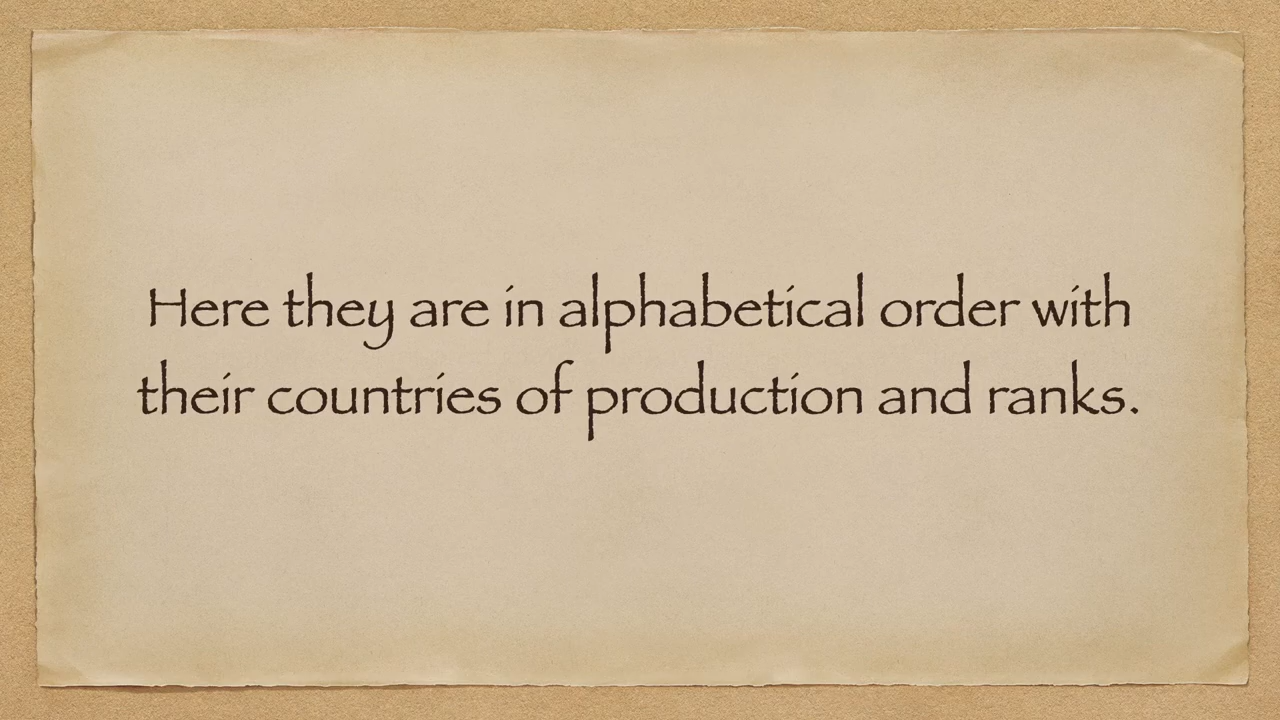 Here they are in alphabetical order with
their countries of production and ranks.